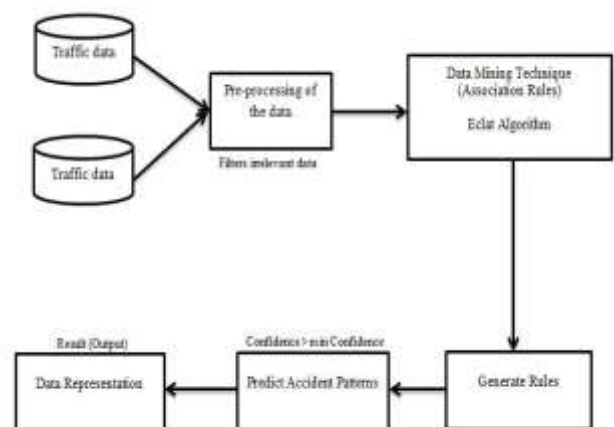 Traffic data
Pre-processing of
the data
Filters irrelevant data
Traffic data
Data Mining Technique
(Association Rules)
Eclat Algorithm
Result (Output)
Data Representation
Confidence > min Confidence
Predict Accident Patterns
Generate Rules